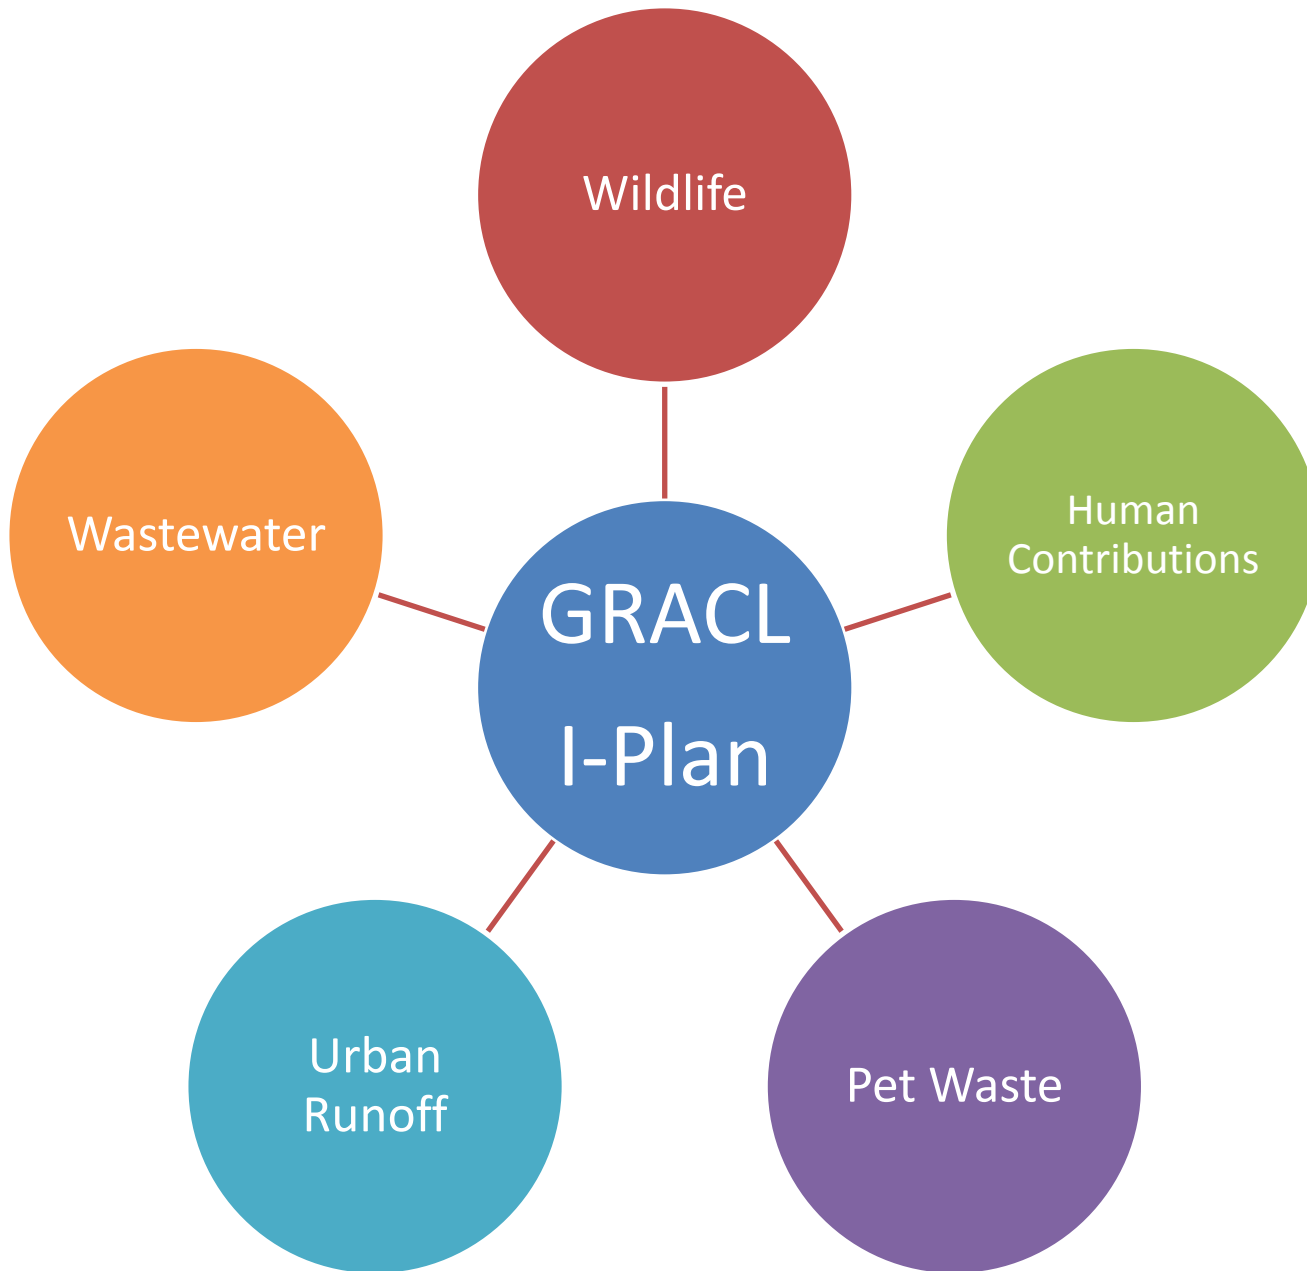 Wildlife
Human
Contributions
Wastewater
GRACL
I-Plan
Urban
Runoff
Pet Waste